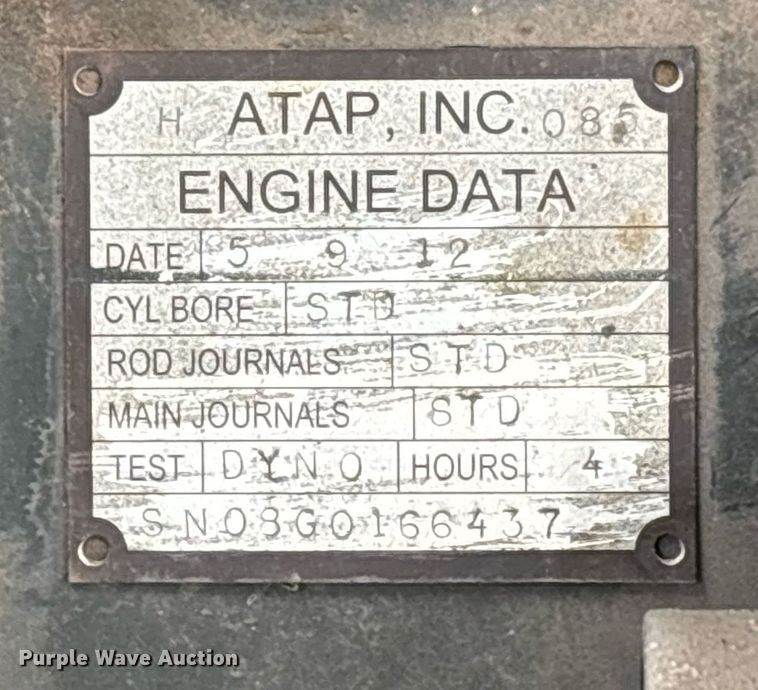 H ATAP, INC. 085
ENGINE DATA
DATE 5 9 12
CYL BORE STD
ROD JOURNALS STD
MAIN JOURNALS STD
TEST DYNO HOURS 4
SN08G0166437
Purple Wave Auction